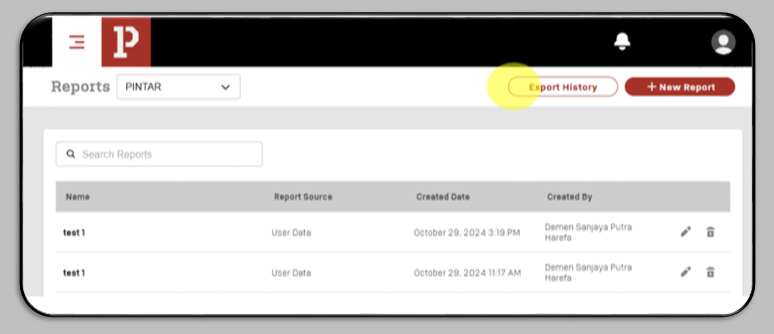 P
Reports PINTAR Export History + New Report
Search Reports
Name Report Source Created Date Created By
test 1 User Data October 29, 2024 3:19 PM Demen Sanjaya Putra
Harefa
test 1 User Data October 29, 2024 11:17 AM Demen Sanjaya Putra
Harefa